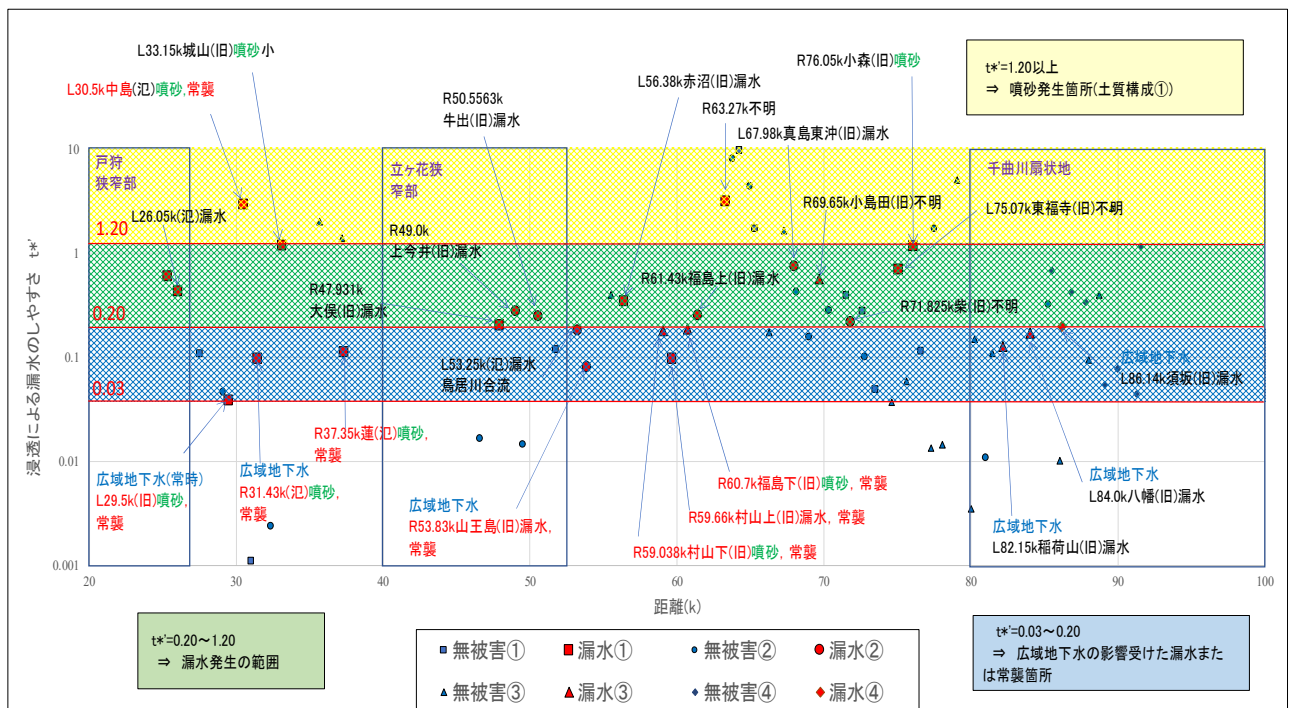 L33.15k城山(旧)噴砂小
L30.5k中島(氾)噴砂,常襲
R50.5563k
牛出(旧)漏水
L56.38k赤沼(旧)漏水
R63.27k不明
L67.98k真島東沖(旧)漏水
R76.05k小森(旧)噴砂
t*'=1.20以上
⇒ 噴砂発生箇所(土質構成①)
戸狩
狭窄部
立ヶ花狭
窄部
千曲川扇状地
L26.05k(氾)漏水
R49.0k
上今井(旧)漏水
R47.931k
大俣(旧)漏水
R61.43k福島上(旧)漏水
R69.65k小島田(旧)不明
L75.07k東福寺(旧)不明
R71.825k柴(旧)不明
L53.25k(氾)漏水
鳥居川合流
広域地下水
L86.14k須坂(旧)漏水
1.20
0.20
0.03
10
1
0.1
0.01
0.001
浸透による漏水のしやすさ t*'
広域地下水(常時)
L29.5k(旧)噴砂,
常襲
広域地下水
R31.43k(氾)噴砂,
常襲
R37.35k蓮(氾)噴砂,
常襲
広域地下水
R53.83k山王島(旧)漏水,
常襲
R60.7k福島下(旧)噴砂, 常襲
R59.66k村山上(旧)漏水, 常襲
R59.038k村山下(旧)噴砂, 常襲
広域地下水
L84.0k八幡(旧)漏水
広域地下水
L82.15k稲荷山(旧)漏水
20 30 40 50 60 70 80 90 100
距離(k)
t*'=0.20～1.20
⇒ 漏水発生の範囲
無被害① 漏水① 無被害② 漏水②
無被害③ 漏水③ 無被害④ 漏水④
t*'=0.03～0.20
⇒ 広域地下水の影響受けた漏水また
は常襲箇所